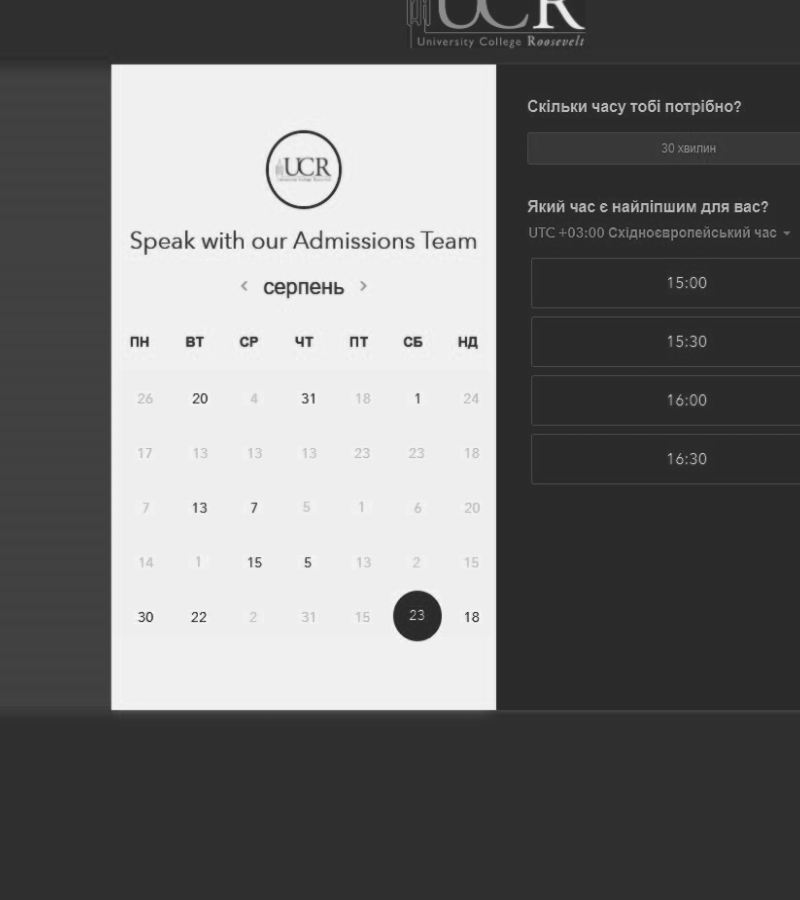 UCR
University College Roosevelt
UCR
Speak with our Admissions Team
< серпень >
ПН ВТ СР ЧТ ПТ СБ НД
26 20 4 31 18 1 24
17 13 13 13 23 23 18
7 13 7 5 1 6 20
14 1 15 5 13 2 15
30 22 2 31 15 23 18
Скільки часу тобі потрібно?
30 хвилин
Який час є найліпшим для вас?
UTC +03:00 Східноєвропейський час
15:00
15:30
16:00
16:30